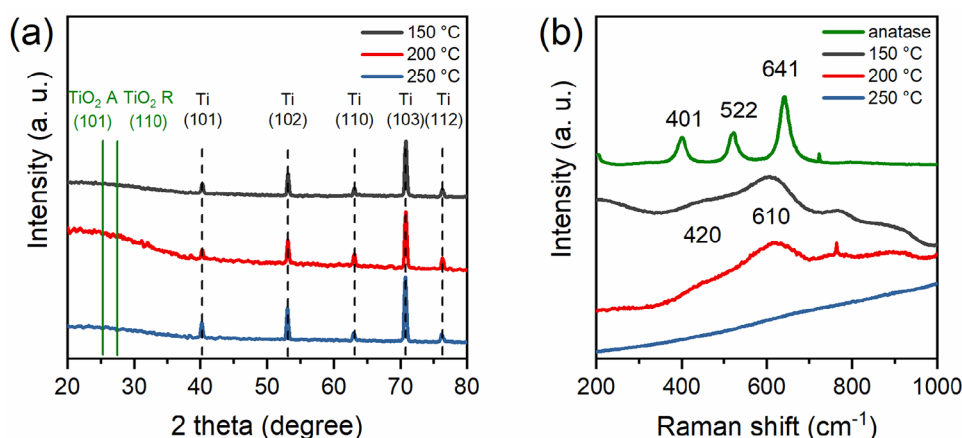 (a)
150 °C
200 °C
250 °C
TiO₂ A
(101)
TiO₂ R
(110)
Ti
(101)
Ti
(102)
Ti
(110)
Ti
(103)
Ti
(112)
Intensity (a. u.)
20 30 40 50 60 70 80
2 theta (degree)
(b)
anatase
150 °C
200 °C
250 °C
401
522
641
420
610
Intensity (a. u.)
200 400 600 800 1000
Raman shift (cm⁻¹)